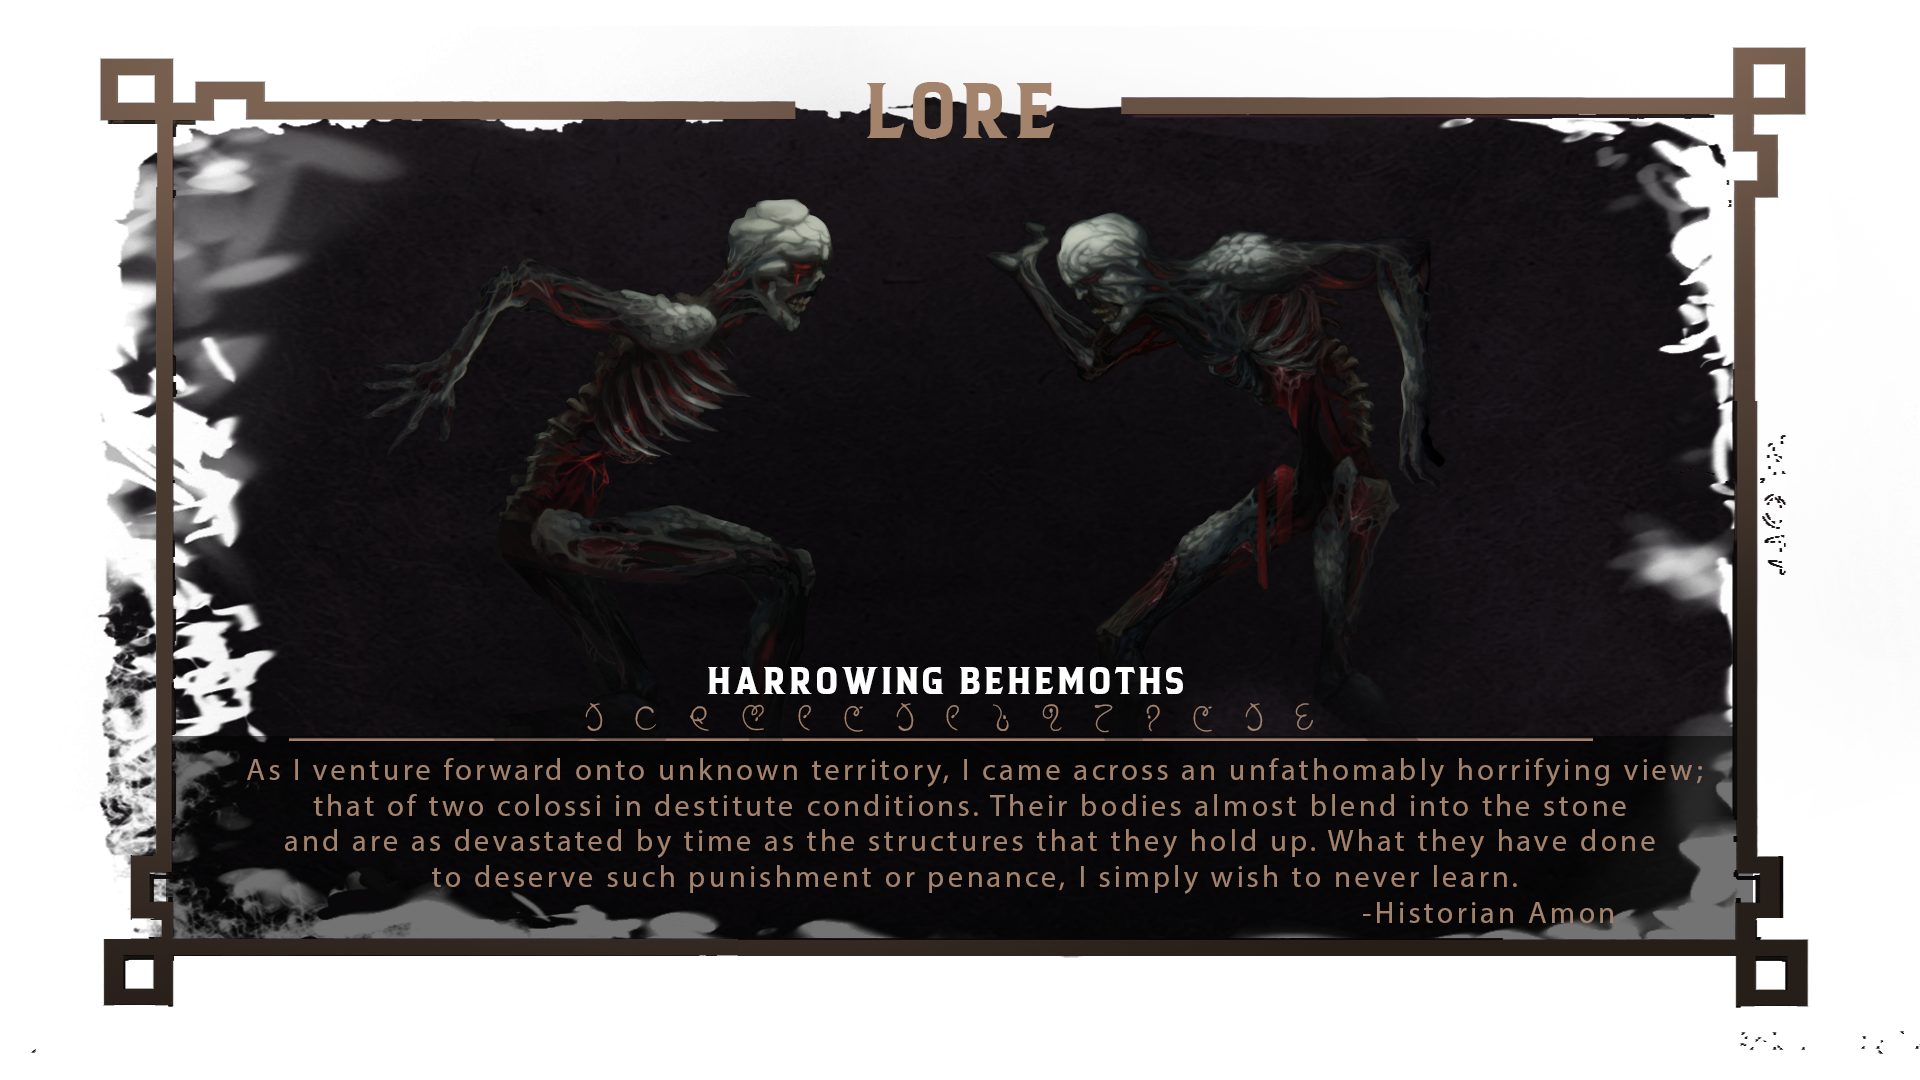 LORE
HARROWING BEHEMOTHS
As I venture forward onto unknown territory, I came across an unfathomably horrifying view;
that of two colossi in destitute conditions. Their bodies almost blend into the stone
and are as devastated by time as the structures that they hold up. What they have done
to deserve such punishment or penance, I simply wish to never learn.
-Historian Amon